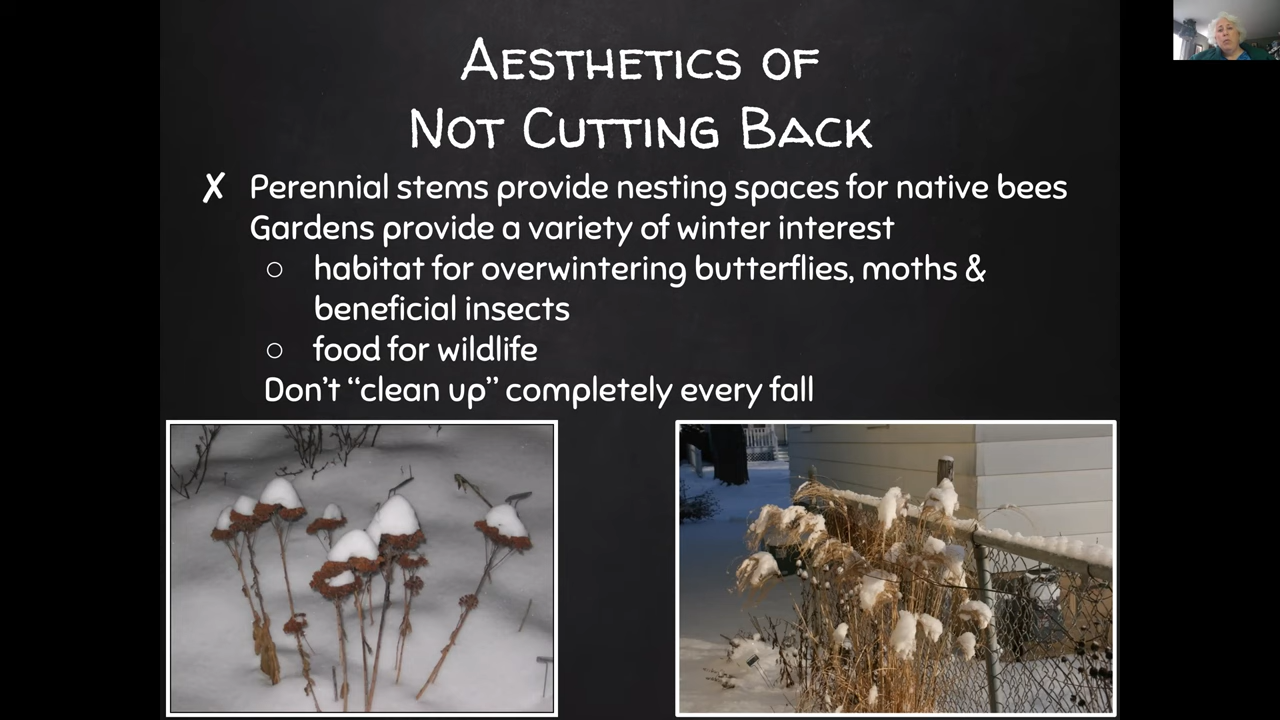 Aesthetics of
Not Cutting Back
✗ Perennial stems provide nesting spaces for native bees
Gardens provide a variety of winter interest
○ habitat for overwintering butterflies, moths &
beneficial insects
○ food for wildlife
Don't “clean up” completely every fall